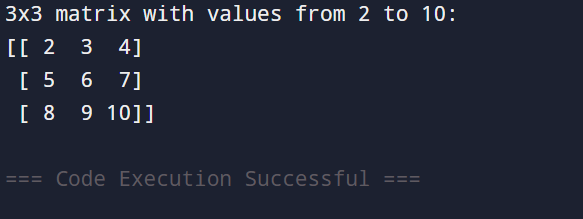 3x3 matrix with values from 2 to 10:
[[ 2  3  4]
 [ 5  6  7]
 [ 8  9 10]]
=== Code Execution Successful ===